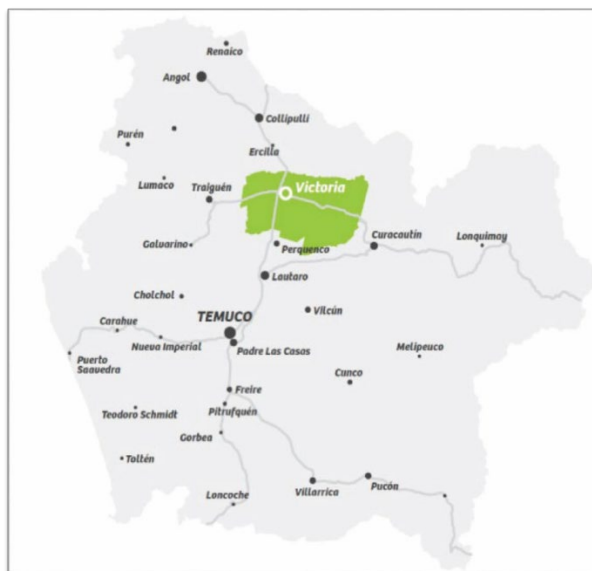 Renaico
Angol
Collipulli
Purén
Ercilla
Lumaco
Traiguén
Victoria
Galvarino
Perquenco
Curacautín
Lonquimay
Lautaro
Cholchol
Vilcún
TEMUCO
Carahue
Nueva Imperial
Padre Las Casas
Puerto
Saavedra
Melipeuco
Cunco
Freire
Teodoro Schmidt
Pitrufquén
Gorbea
Toltén
Loncoche
Villarrica
Pucón